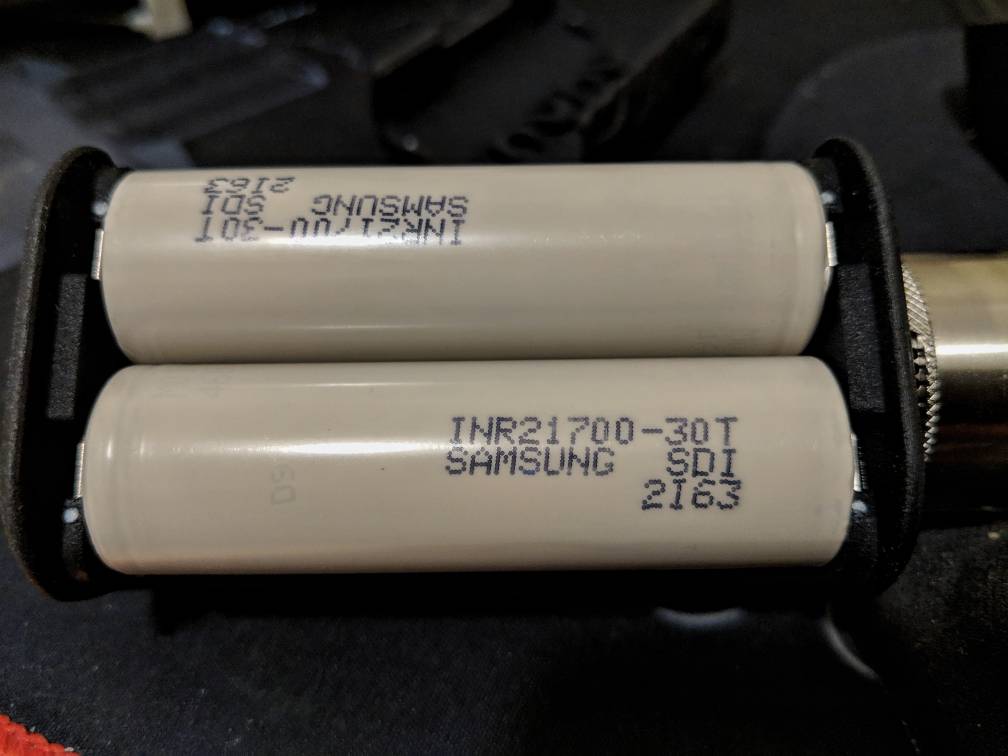 INR21700-30T
SAMSUNG SDI
2I63
INR21700-30T
SAMSUNG SDI
2I63